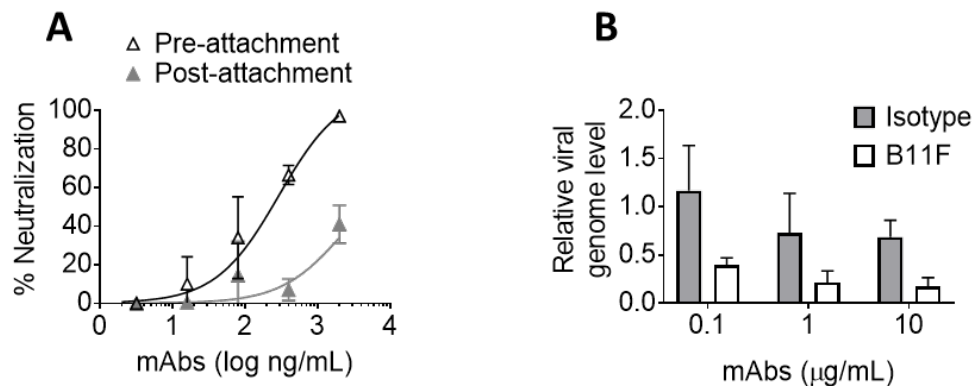 A
Pre-attachment
Post-attachment
% Neutralization
100
80
60
40
20
0
0 1 2 3 4
mAbs (log ng/mL)
B
Relative viral
genome level
2.0
1.5
1.0
0.5
0.0
Isotype
B11F
0.1 1 10
mAbs (μg/mL)